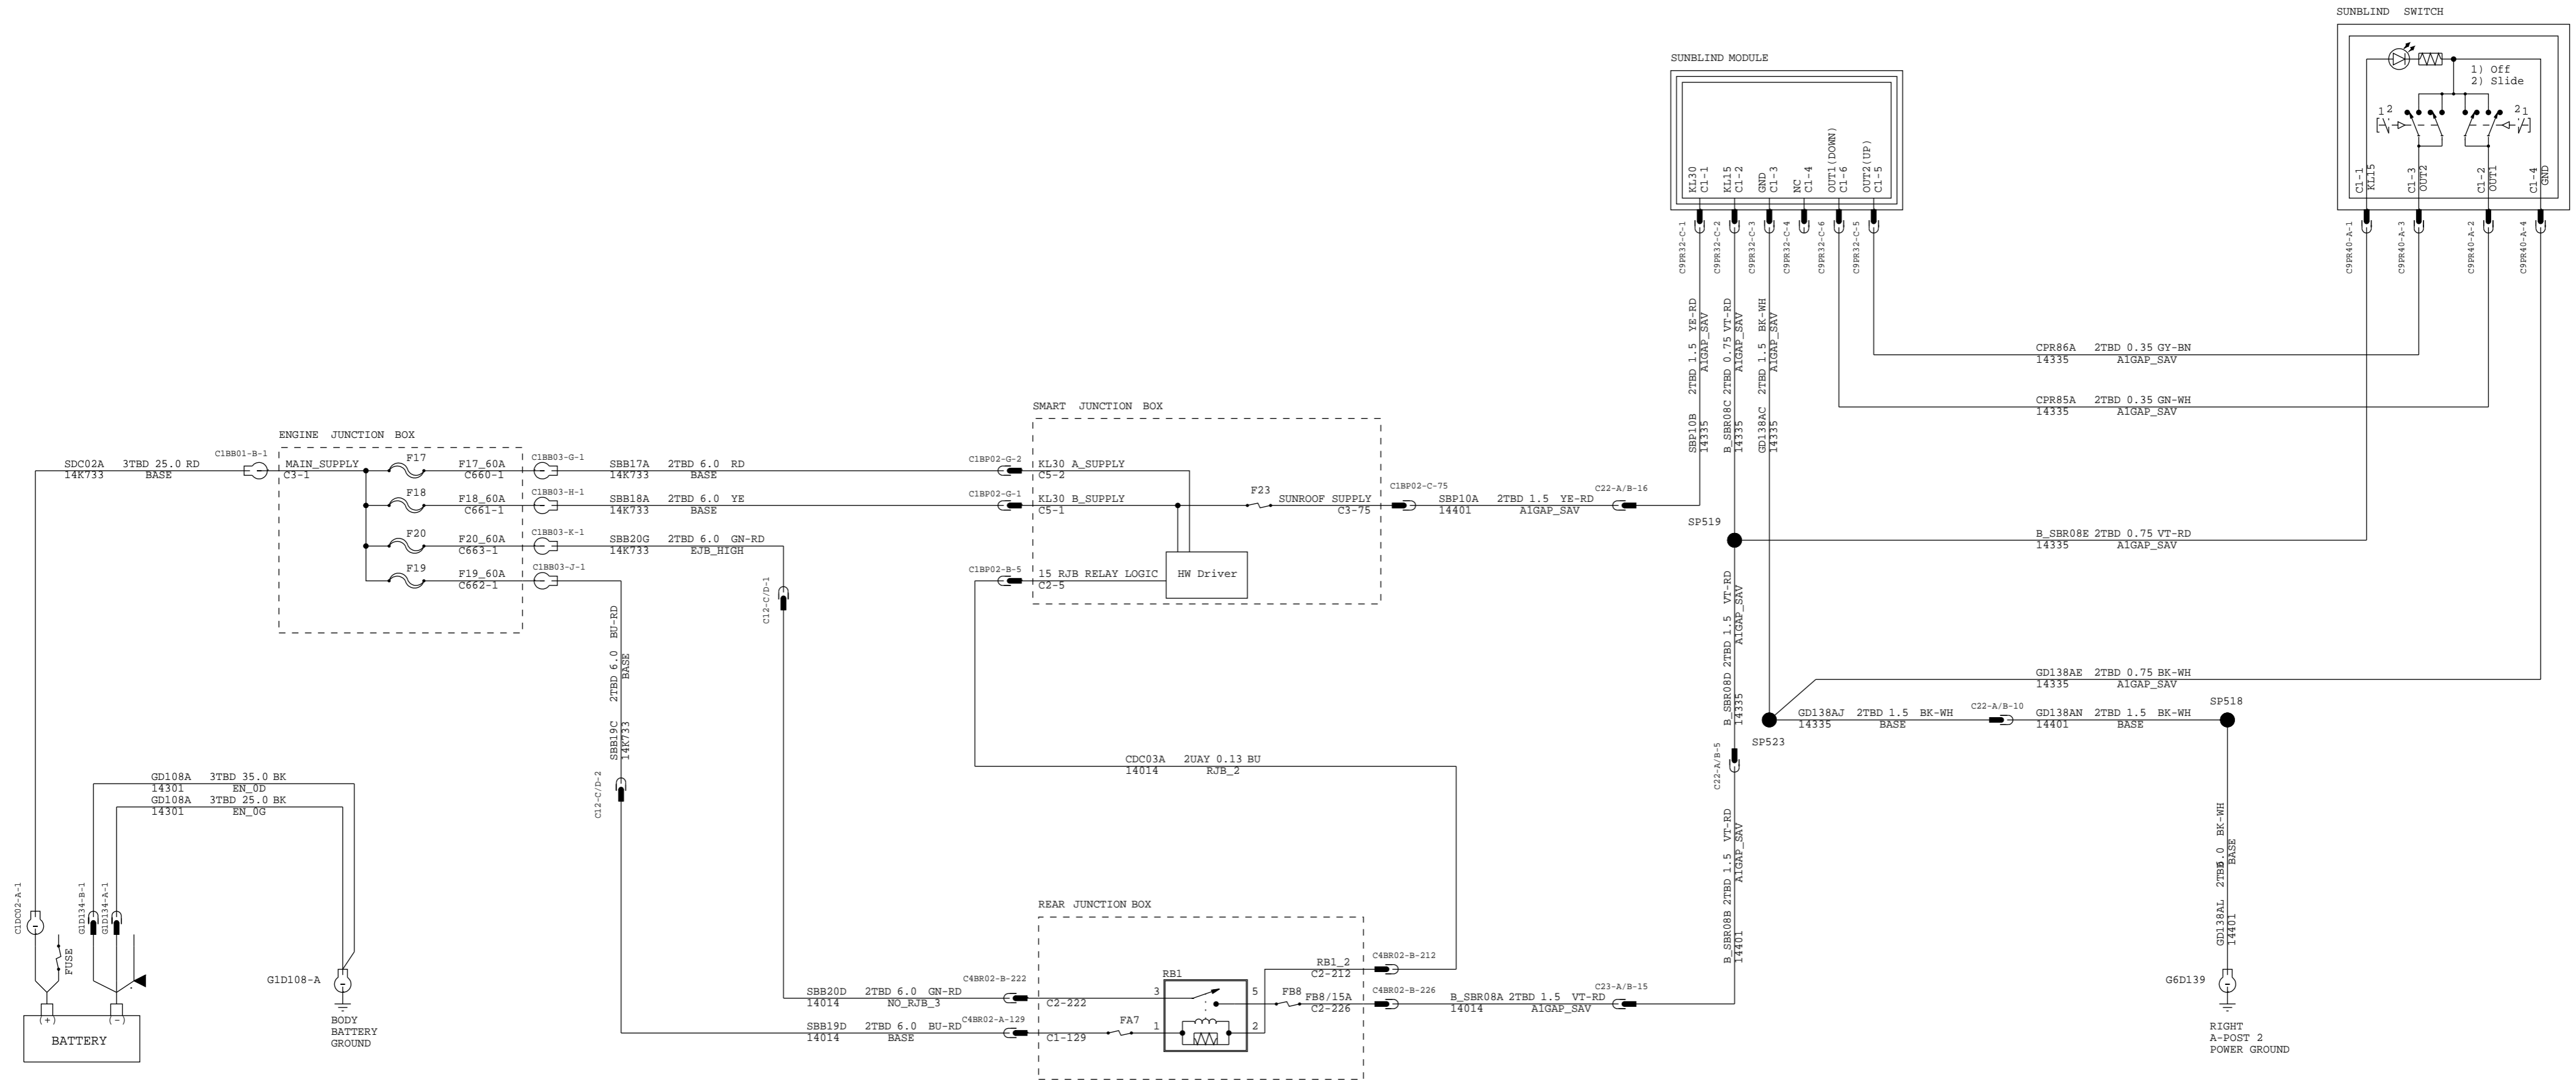 SUNBLIND SWITCH
1) Off
2) Slide
1 2
2 1
C1-1
KL15
C1-3
OUT2
C1-2
OUT1
C1-4
GND
C9PR40-A-1
C9PR40-A-3
C9PR40-A-2
C9PR40-A-4
SUNBLIND MODULE
KL30
C1-1
KL15
C1-2
GND
C1-3
NC
C1-4
OUT1(DOWN)
C1-6
OUT2(UP)
C1-5
C9PR32-C-1
C9PR32-C-2
C9PR32-C-3
C9PR32-C-4
C9PR32-C-6
C9PR32-C-5
SBP10B 2TBD 1.5 YE-RD
14335 A1GAP_SAV
B_SBR08C 2TBD 0.75 VT-RD
14335 A1GAP_SAV
GD138AC 2TBD 1.5 BK-WH
14335 A1GAP_SAV
CPR86A 2TBD 0.35 GY-BN
14335 A1GAP_SAV
CPR85A 2TBD 0.35 GN-WH
14335 A1GAP_SAV
ENGINE JUNCTION BOX
SDC02A 3TBD 25.0 RD
14K733 BASE
C1BB01-B-1
MAIN_SUPPLY
C3-1
F17
F17_60A
C660-1
C1BB03-G-1
SBB17A 2TBD 6.0 RD
14K733 BASE
F18
F18_60A
C661-1
C1BB03-H-1
SBB18A 2TBD 6.0 YE
14K733 BASE
F20
F20_60A
C663-1
C1BB03-K-1
SBB20G 2TBD 6.0 GN-RD
14K733 EJB_HIGH
F19
F19_60A
C662-1
C1BB03-J-1
SBB19C 2TBD 6.0 BU-RD
14K733 BASE
C12-C/D-2
C12-C/D-1
SMART JUNCTION BOX
C1BP02-G-2
KL30 A_SUPPLY
C5-2
C1BP02-G-1
KL30 B_SUPPLY
C5-1
F23
SUNROOF SUPPLY
C3-75
C1BP02-C-75
SBP10A 2TBD 1.5 YE-RD
14401 A1GAP_SAV
C22-A/B-16
C1BP02-B-5
15 RJB RELAY LOGIC
C2-5
HW Driver
SP519
B_SBR08E 2TBD 0.75 VT-RD
14335 A1GAP_SAV
B_SBR08D 2TBD 1.5 VT-RD
14335 A1GAP_SAV
GD138AE 2TBD 0.75 BK-WH
14335 A1GAP_SAV
SP523
GD138AJ 2TBD 1.5 BK-WH
14335 BASE
C22-A/B-10
GD138AN 2TBD 1.5 BK-WH
14401 BASE
SP518
C22-A/B-5
CDC03A 2UAY 0.13 BU
14014 RJB_2
B_SBR08B 2TBD 1.5 VT-RD
14401 A1GAP_SAV
GD138AL 6.0 BK-WH
14401 BASE
G6D139
RIGHT
A-POST 2
POWER GROUND
GD108A 3TBD 35.0 BK
14301 EN_0D
GD108A 3TBD 25.0 BK
14301 EN_0G
C1DC02-A-1
FUSE
G1D134-B-1
G1D134-A-1
(+)
(-)
BATTERY
G1D108-A
BODY
BATTERY
GROUND
REAR JUNCTION BOX
SBB20D 2TBD 6.0 GN-RD
14014 NO_RJB_3
C4BR02-B-222
C2-222
SBB19D 2TBD 6.0 BU-RD
14014 BASE
C4BR02-A-129
C1-129
FA7
RB1
3
5
1
2
RB1_2
C2-212
C4BR02-B-212
FB8
FB8/15A
C2-226
C4BR02-B-226
B_SBR08A 2TBD 1.5 VT-RD
14014 A1GAP_SAV
C23-A/B-15